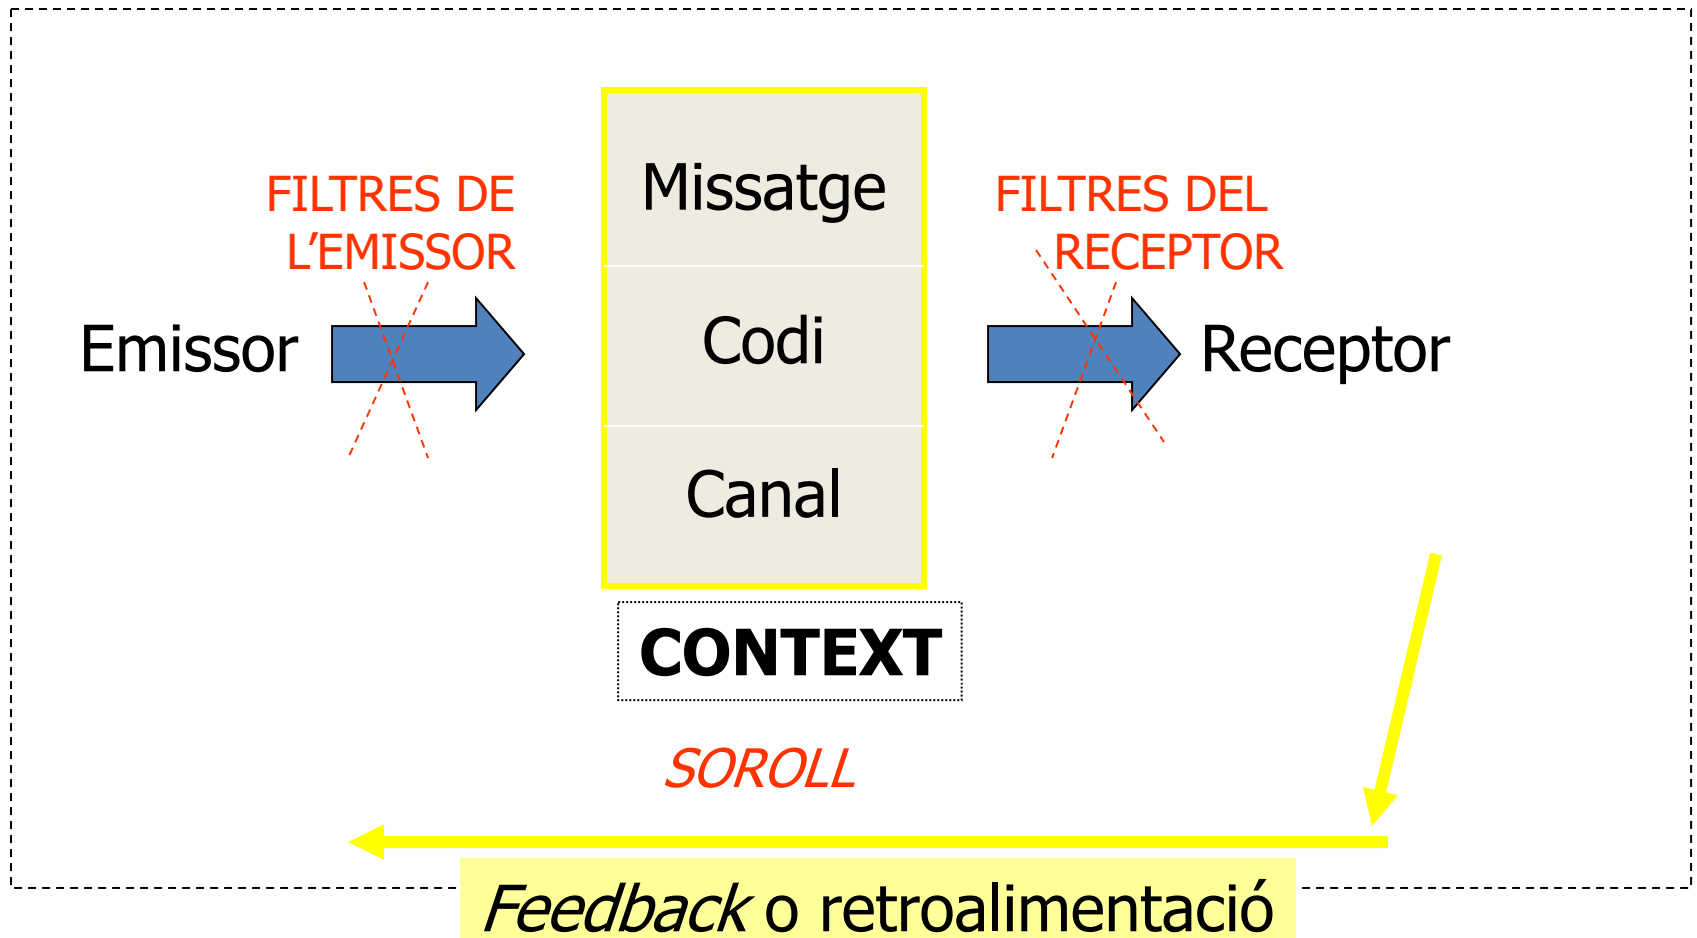 FILTRES DE
L’EMISSOR
Missatge
FILTRES DEL
RECEPTOR
Emissor
Codi
Receptor
Canal
CONTEXT
SOROLL
Feedback o retroalimentació